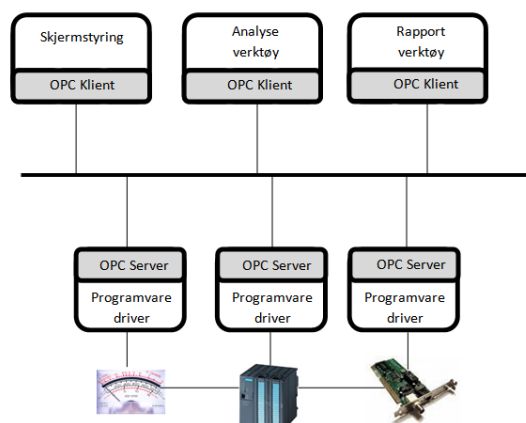 Skjermstyring
OPC Klient
Analyse
verktøy
OPC Klient
Rapport
verktøy
OPC Klient
OPC Server
Programvare
driver
OPC Server
Programvare
driver
OPC Server
Programvare
driver